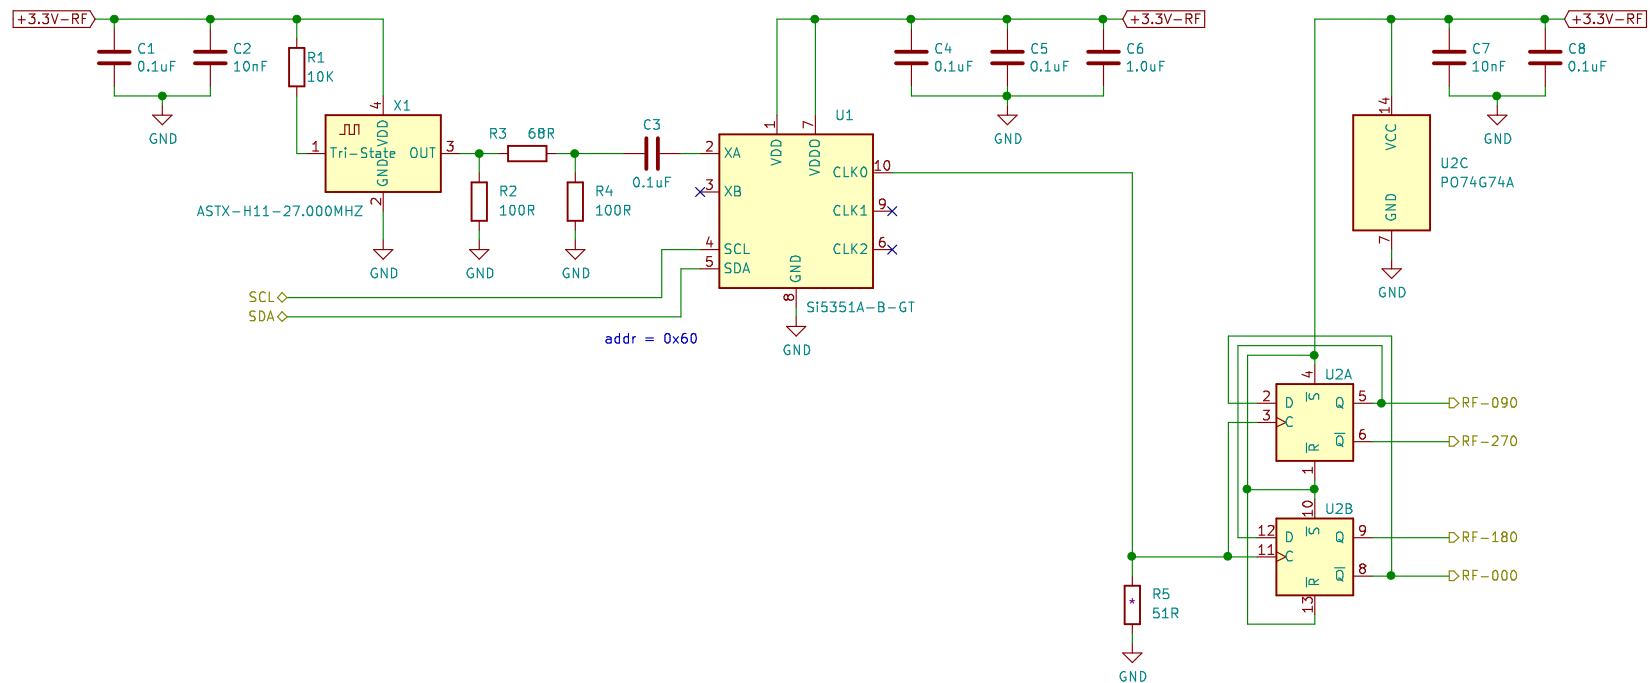 +3.3V-RF
C1
0.1uF
C2
10nF
R1
10K
X1
4
VDD
1
Tri-State
OUT
3
GND
2
ASTX-H11-27.000MHZ
GND
GND
R3
68R
R2
100R
GND
R4
100R
GND
C3
0.1uF
SCL
SDA
addr = 0x60
+3.3V-RF
C4
0.1uF
C5
0.1uF
C6
1.0uF
GND
U1
1
VDD
7
VDDO
2
XA
3
XB
4
SCL
5
SDA
CLK0
10
CLK1
9
CLK2
6
GND
8
Si5351A-B-GT
GND
+3.3V-RF
C7
10nF
C8
0.1uF
GND
14
VCC
U2C
PO74G74A
GND
7
GND
U2A
4
S
2
D
3
C
Q
5
Q
6
R
1
RF-090
RF-270
U2B
10
S
12
D
11
C
Q
9
Q
8
R
13
RF-180
RF-000
*
R5
51R
GND